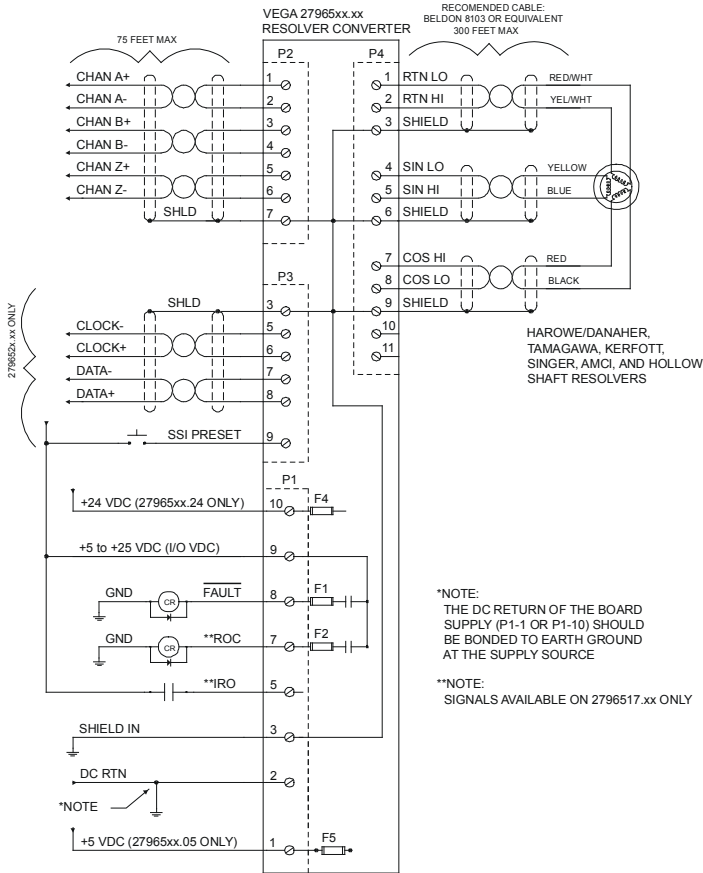 VEGA 27965xx.xx
RESOLVER CONVERTER
RECOMENDED CABLE:
BELDON 8103 OR EQUIVALENT
300 FEET MAX
75 FEET MAX
P2
P4
CHAN A+
1
1
RTN LO
RED/WHT
CHAN A-
2
2
RTN HI
YEL/WHT
CHAN B+
3
3
SHIELD
CHAN B-
4
CHAN Z+
5
4
SIN LO
YELLOW
CHAN Z-
6
5
SIN HI
BLUE
SHLD
7
6
SHIELD
7
COS HI
RED
P3
8
COS LO
BLACK
SHLD
3
9
SHIELD
279652x.xx ONLY
CLOCK-
5
10
CLOCK+
6
11
DATA-
7
DATA+
8
HAROWE/DANAHER,
TAMAGAWA, KERFOTT,
SINGER, AMCI, AND HOLLOW
SHAFT RESOLVERS
SSI PRESET
9
P1
+24 VDC (27965xx.24 ONLY)
10
F4
+5 to +25 VDC (I/O VDC)
9
GND
CR
FAULT
8
F1
GND
CR
**ROC
7
F2
**IRO
5
SHIELD IN
3
DC RTN
2
*NOTE
+5 VDC (27965xx.05 ONLY)
1
F5
*NOTE:
THE DC RETURN OF THE BOARD
SUPPLY (P1-1 OR P1-10) SHOULD
BE BONDED TO EARTH GROUND
AT THE SUPPLY SOURCE
**NOTE:
SIGNALS AVAILABLE ON 2796517.xx ONLY